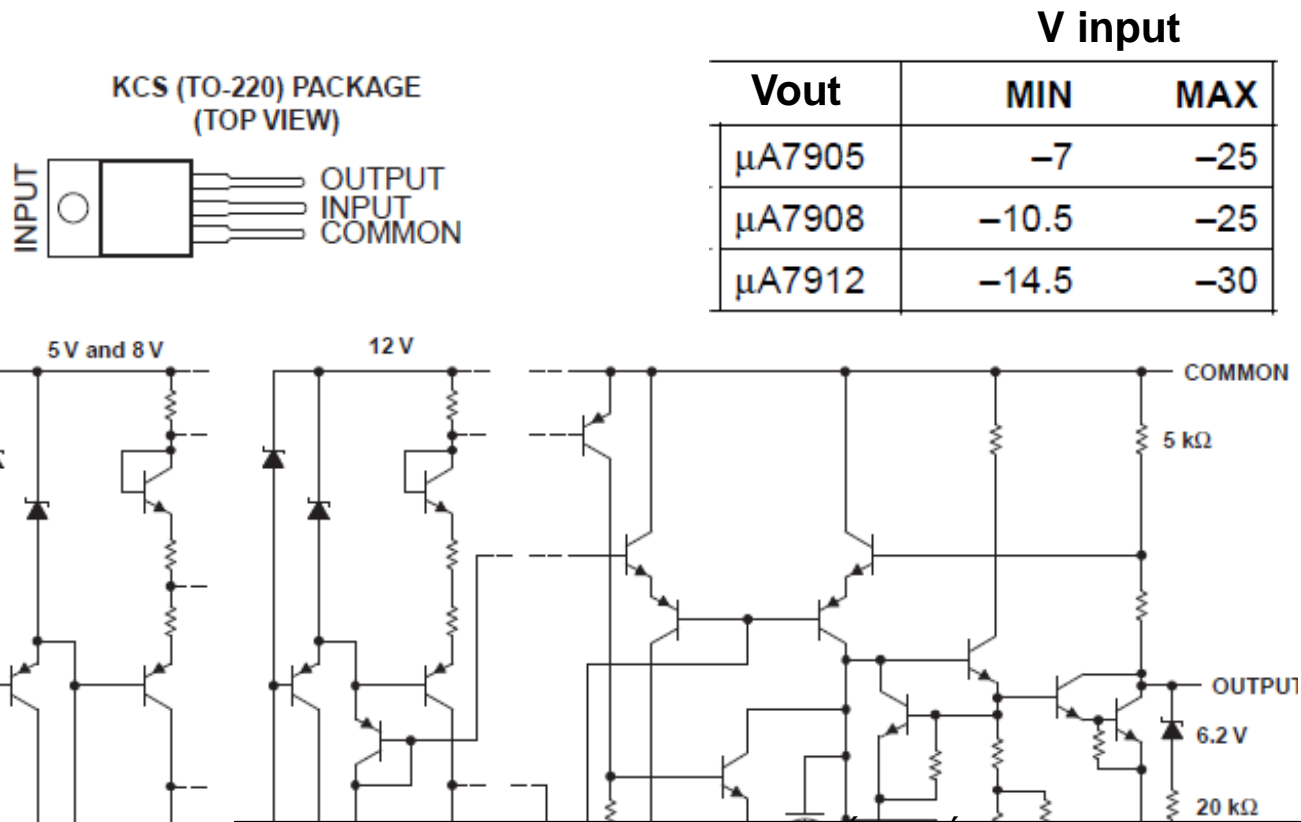 V input
KCS (TO-220) PACKAGE
(TOP VIEW)
INPUT
OUTPUT
INPUT
COMMON
Vout MIN MAX
µA7905 –7 –25
µA7908 –10.5 –25
µA7912 –14.5 –30
5 V and 8 V
12 V
COMMON
5 kΩ
OUTPUT
6.2 V
20 kΩ